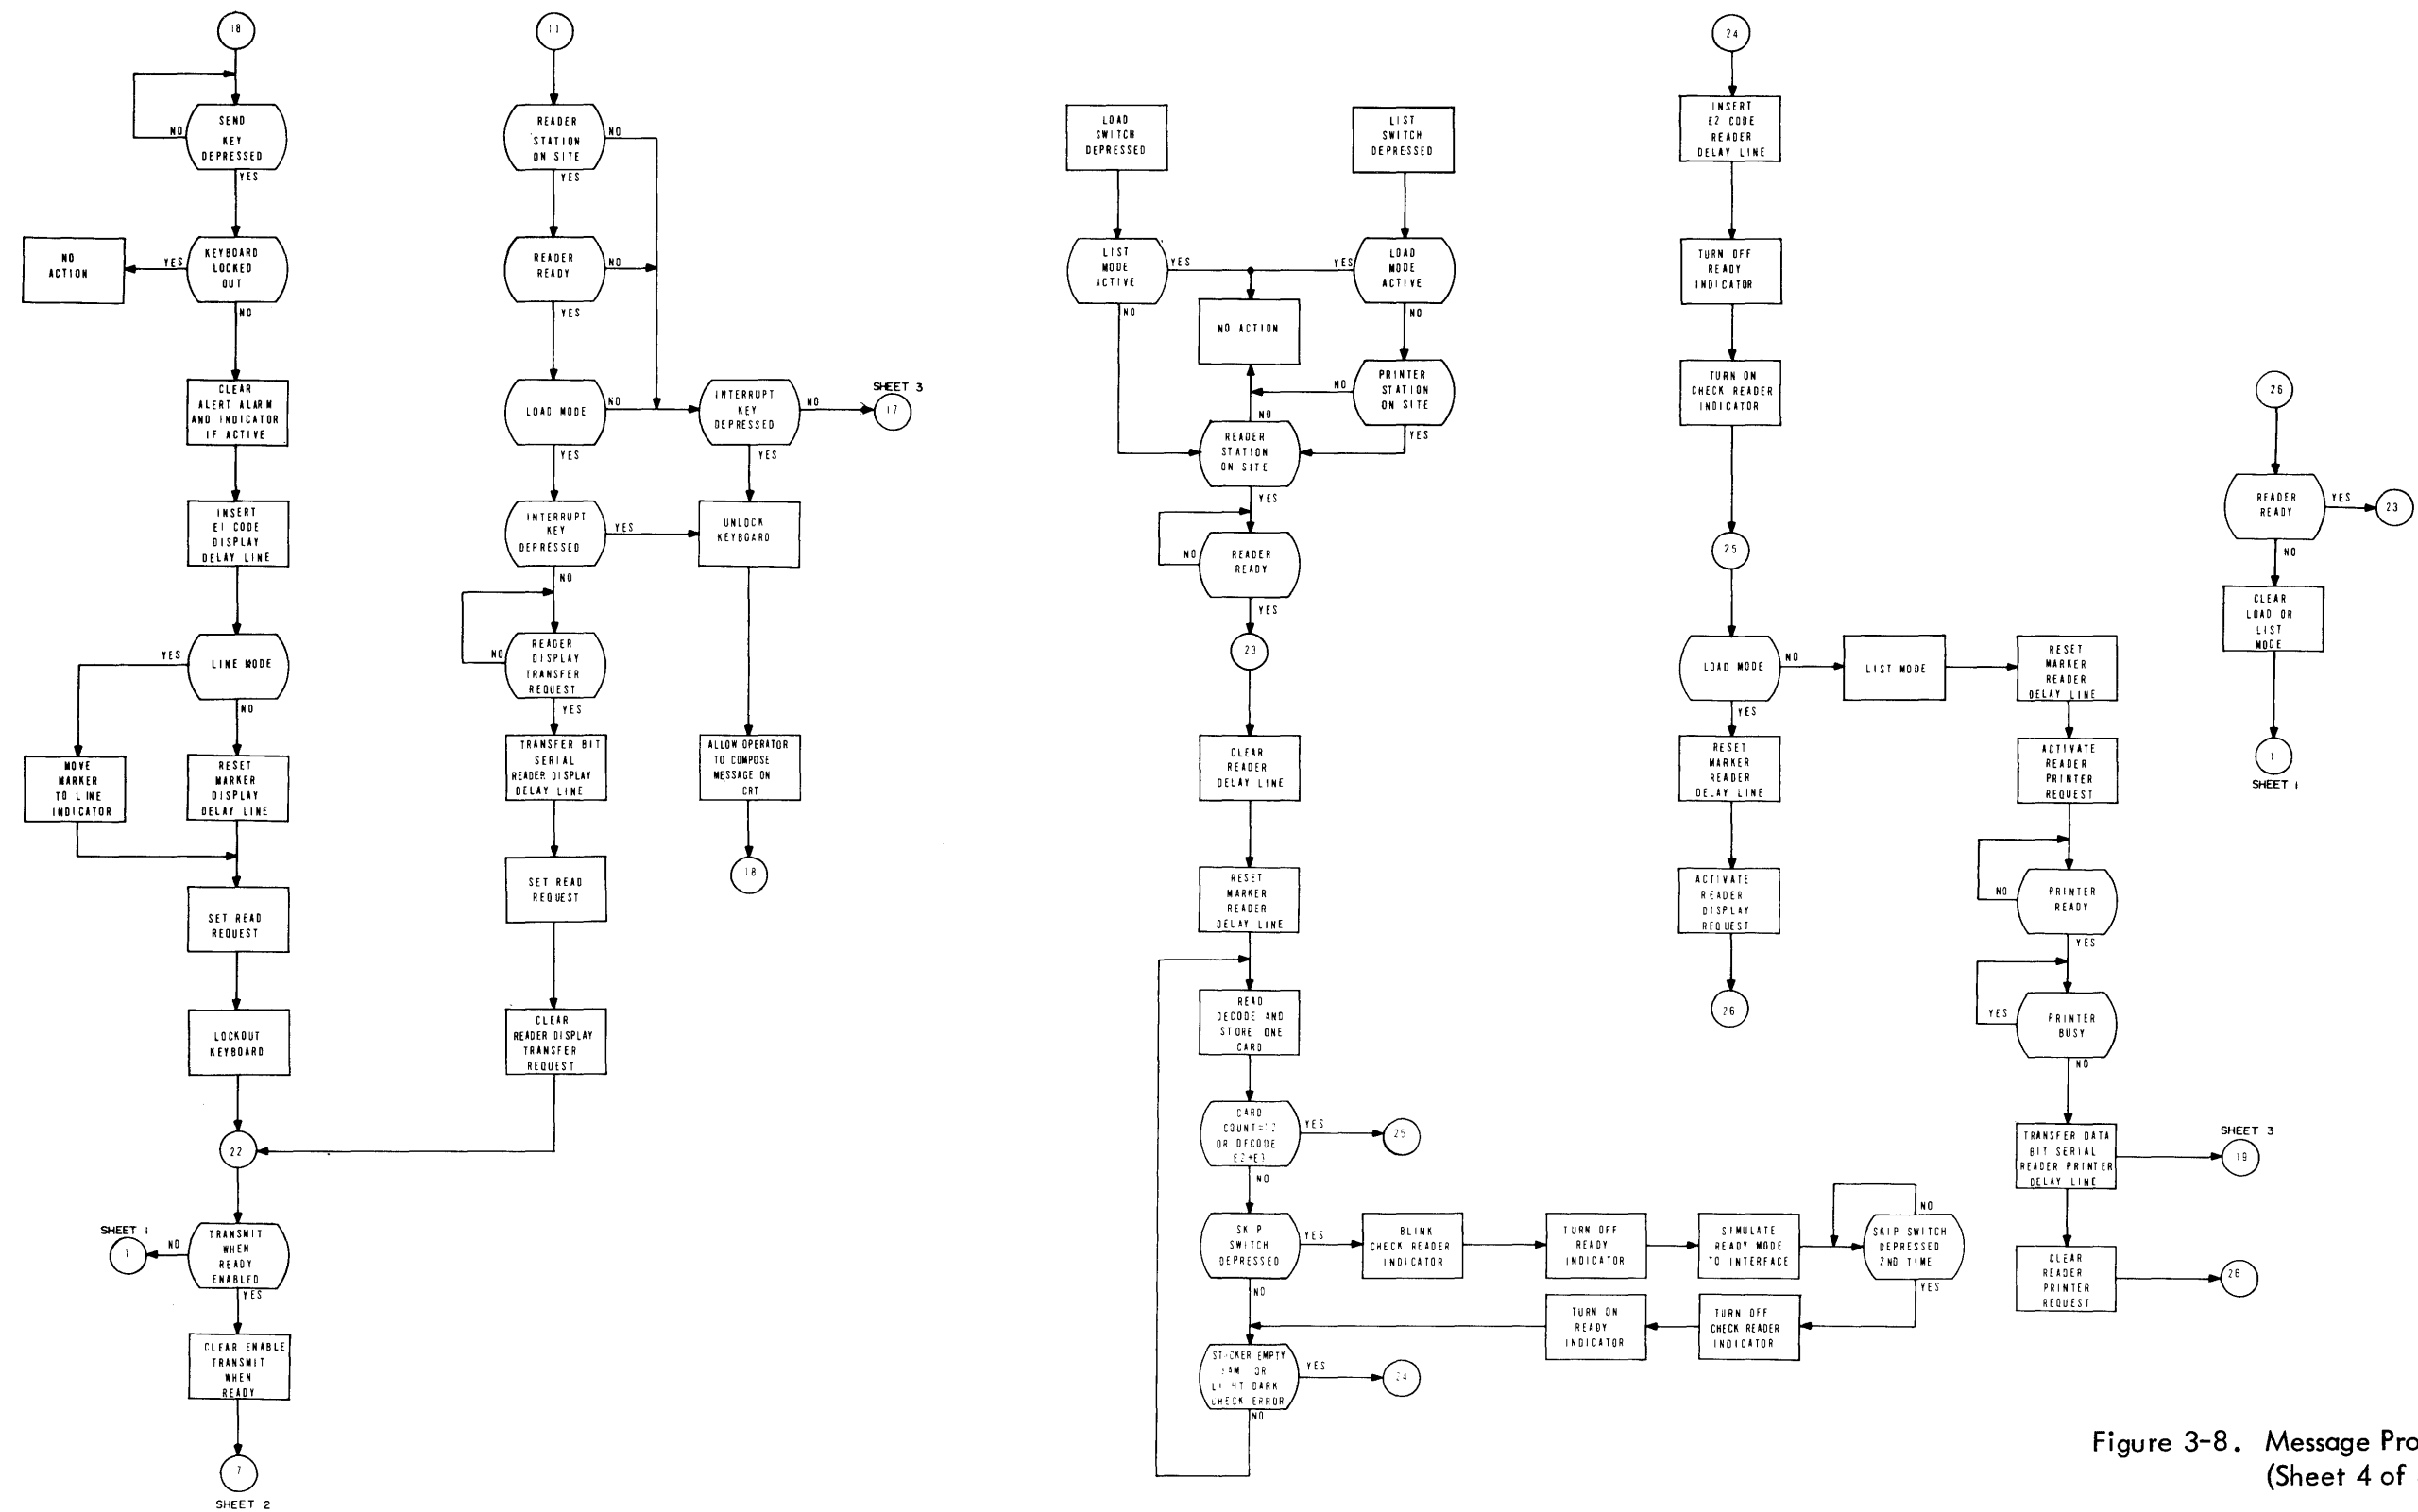 18
SEND
KEY
DEPRESSED
NO
YES
KEYBOARD
LOCKED
OUT
YES
NO
ACTION
NO
CLEAR
ALERT ALARM
AND INDICATOR
IF ACTIVE
INSERT
E1 CODE
DISPLAY
DELAY LINE
LINE MODE
YES
NO
MOVE
MARKER
TO LINE
INDICATOR
RESET
MARKER
DISPLAY
DELAY LINE
SET READ
REQUEST
LOCKOUT
KEYBOARD
22
TRANSMIT
WHEN
READY
ENABLED
NO
SHEET 1
1
YES
CLEAR ENABLE
TRANSMIT
WHEN
READY
7
SHEET 2
11
READER
STATION
ON SITE
NO
YES
READER
READY
NO
YES
LOAD MODE
NO
YES
INTERRUPT
KEY
DEPRESSED
NO
SHEET 3
17
YES
INTERRUPT
KEY
DEPRESSED
YES
UNLOCK
KEYBOARD
NO
READER
DISPLAY
TRANSFER
REQUEST
NO
YES
TRANSFER BIT
SERIAL
READER DISPLAY
DELAY LINE
ALLOW OPERATOR
TO COMPOSE
MESSAGE ON
CRT
18
SET READ
REQUEST
CLEAR
READER DISPLAY
TRANSFER
REQUEST
LOAD
SWITCH
DEPRESSED
LIST
SWITCH
DEPRESSED
LIST
MODE
ACTIVE
YES
YES
LOAD
MODE
ACTIVE
NO
NO ACTION
NO
PRINTER
STATION
ON SITE
NO
YES
NO
READER
STATION
ON SITE
YES
READER
READY
NO
YES
23
CLEAR
READER
DELAY LINE
RESET
MARKER
READER
DELAY LINE
READ
DECODE AND
STORE ONE
CARD
CARD
OR DECODE
YES
25
NO
SKIP
SWITCH
DEPRESSED
YES
BLINK
CHECK READER
INDICATOR
TURN OFF
READY
INDICATOR
SIMULATE
READY MODE
TO INTERFACE
SKIP SWITCH
DEPRESSED
2ND TIME
NO
YES
TURN OFF
CHECK READER
INDICATOR
TURN ON
READY
INDICATOR
NO
EMPTY
OR
DARK
CHECK ERROR
YES
24
NO
24
INSERT
E2 CODE
READER
DELAY LINE
TURN OFF
READY
INDICATOR
TURN ON
CHECK READER
INDICATOR
25
LOAD MODE
NO
LIST MODE
RESET
MARKER
READER
DELAY LINE
YES
RESET
MARKER
READER
DELAY LINE
ACTIVATE
READER
DISPLAY
REQUEST
26
ACTIVATE
READER
PRINTER
REQUEST
PRINTER
READY
NO
YES
PRINTER
BUSY
YES
NO
TRANSFER DATA
BIT SERIAL
READER PRINTER
DELAY LINE
SHEET 3
19
CLEAR
READER
PRINTER
REQUEST
26
26
READER
READY
YES
23
NO
CLEAR
LOAD OR
LIST
MODE
1
SHEET 1
Figure 3-8. Message Pro
(Sheet 4 of